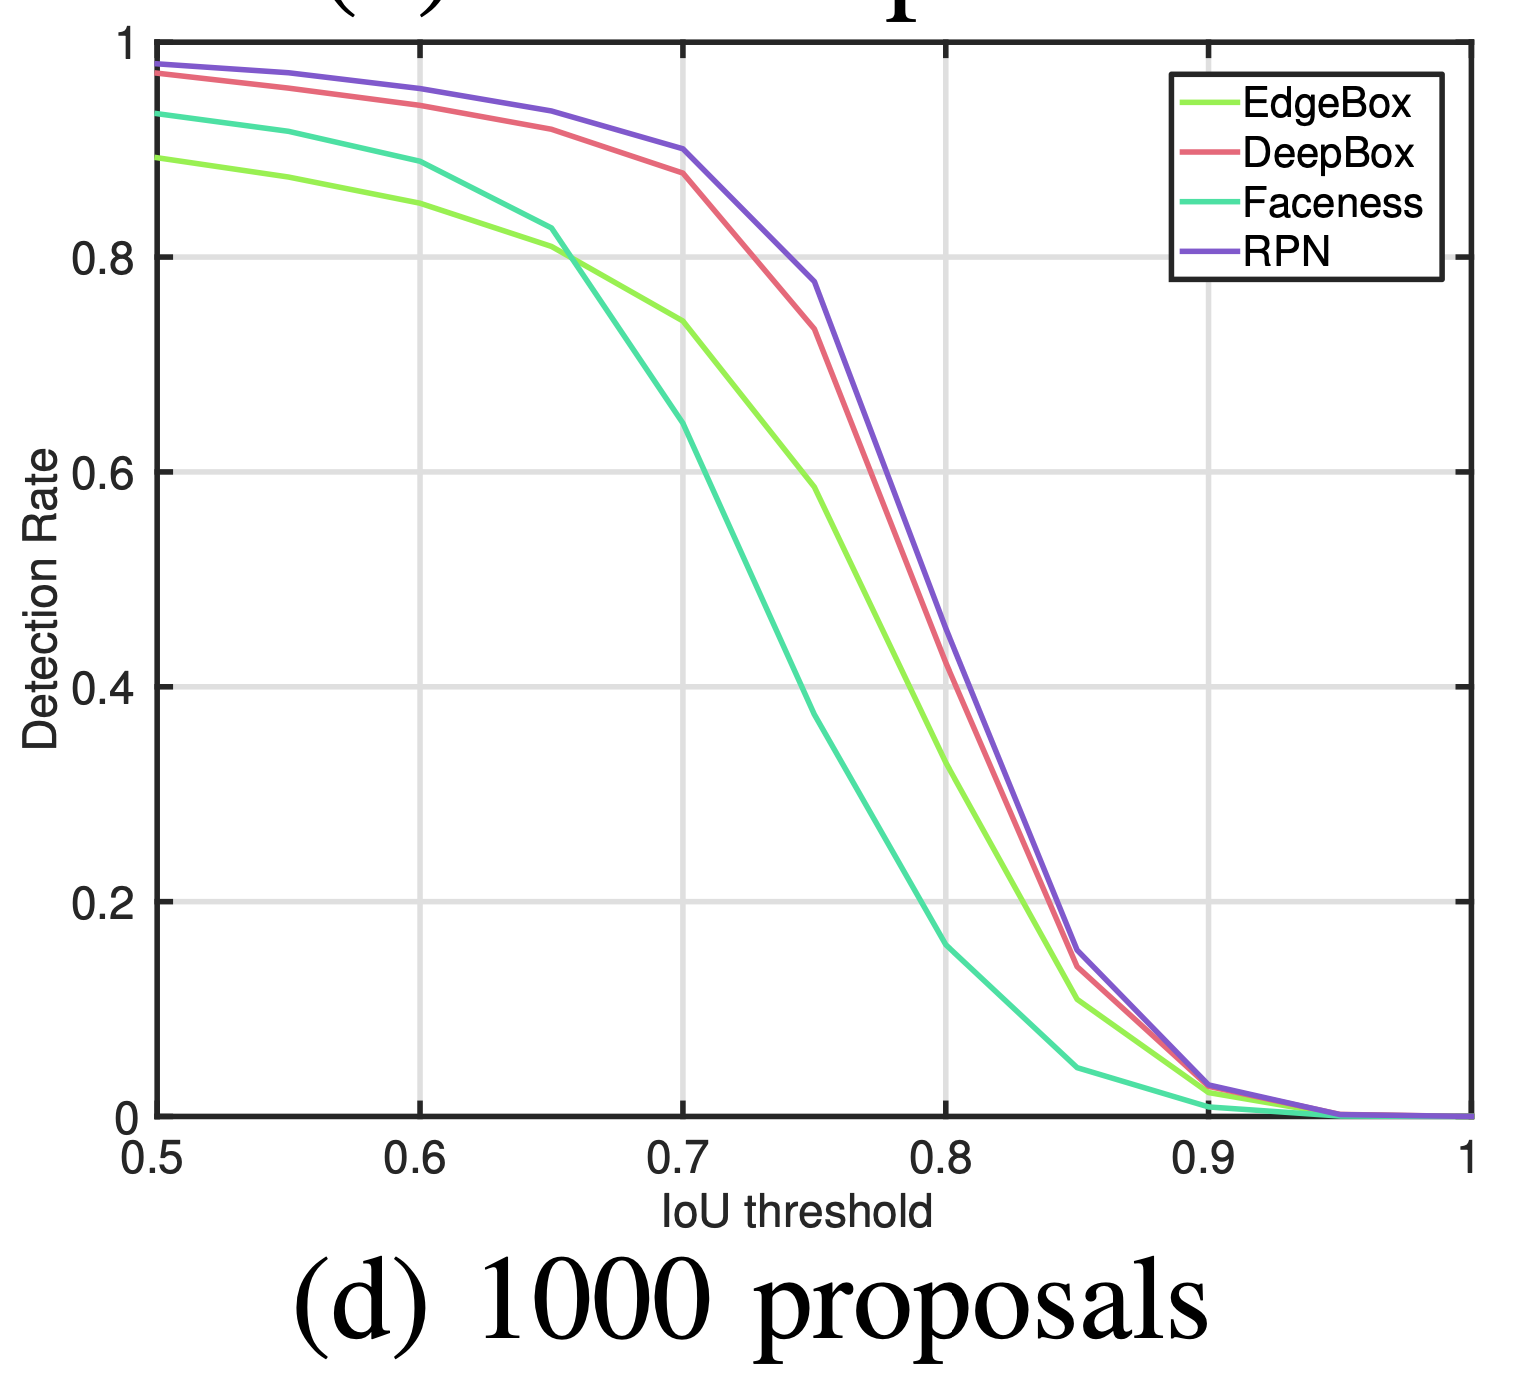 1
0.8
0.6
0.4
0.2
0
0.5 0.6 0.7 0.8 0.9 1
Detection Rate
IoU threshold
EdgeBox
DeepBox
Faceness
RPN
(d) 1000 proposals